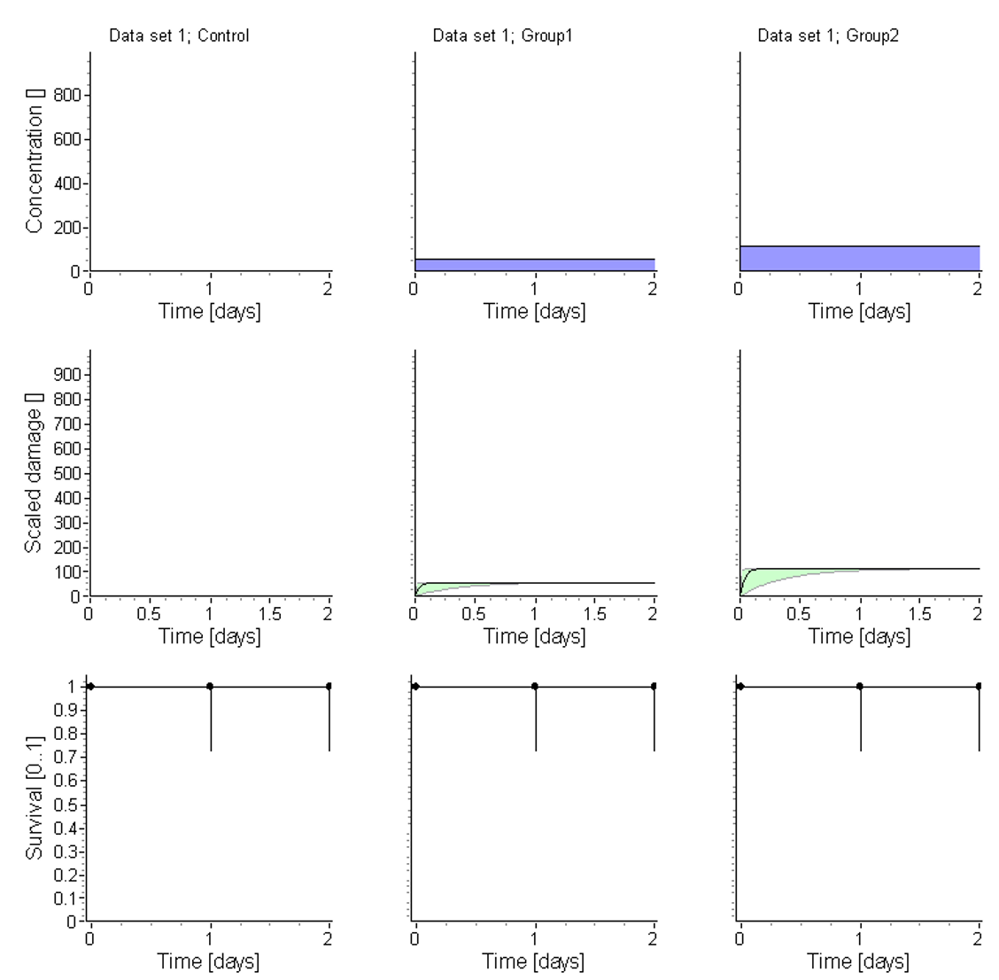 Data set 1; Control Data set 1; Group1 Data set 1; Group2
Concentration []
800
600
400
200
0
0 1 2 0 1 2 0 1 2
Time [days] Time [days] Time [days]
Scaled damage []
900
800
700
600
500
400
300
200
100
0
0 0.5 1 1.5 2 0 0.5 1 1.5 2 0 0.5 1 1.5 2
Time [days] Time [days] Time [days]
Survival [0..1]
1
0.9
0.8
0.7
0.6
0.5
0.4
0.3
0.2
0.1
0
0 1 2 0 1 2 0 1 2
Time [days] Time [days] Time [days]